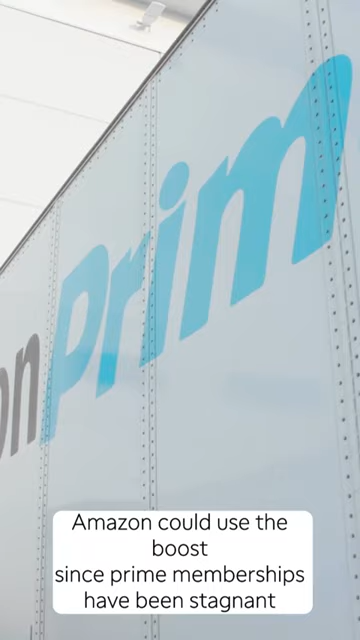 on prim
Amazon could use the
boost
since prime memberships
have been stagnant